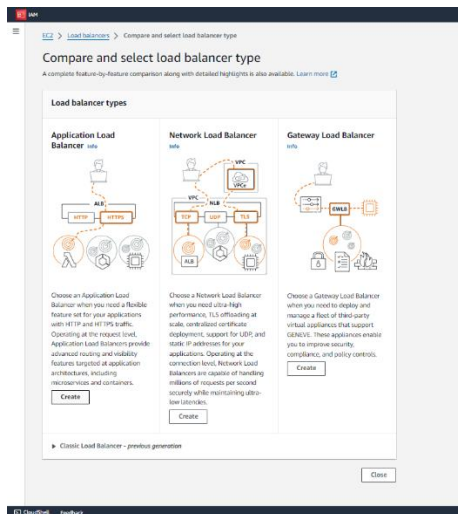 IAM
EC2 > Load balancers > Compare and select load balancer type
Compare and select load balancer type
A complete feature-by-feature comparison along with detailed highlights is also available. Learn more
Load balancer types
Application Load
Balancer Info
ALB
HTTP HTTPS
Choose an Application Load
Balancer when you need a flexible
feature set for your applications
with HTTP and HTTPS traffic.
Operating at the request level,
Application Load Balancers provide
advanced routing and visibility
features targeted at application
architectures, including
microservices and containers.
Create
Network Load Balancer
Info
VPC
VPCe
VPC
NLB
TCP UDP TLS
ALB
Choose a Network Load Balancer
when you need ultra-high
performance, TLS offloading at
scale, centralized certificate
deployment, support for UDP, and
static IP addresses for your
applications. Operating at the
connection level, Network Load
Balancers are capable of handling
millions of requests per second
securely while maintaining ultra-
low latencies.
Create
Gateway Load Balancer
Info
GWLB
Choose a Gateway Load Balancer
when you need to deploy and
manage a fleet of third-party
virtual appliances that support
GENEVE. These appliances enable
you to improve security,
compliance, and policy controls.
Create
Classic Load Balancer - previous generation
Close
CloudShell Feedback